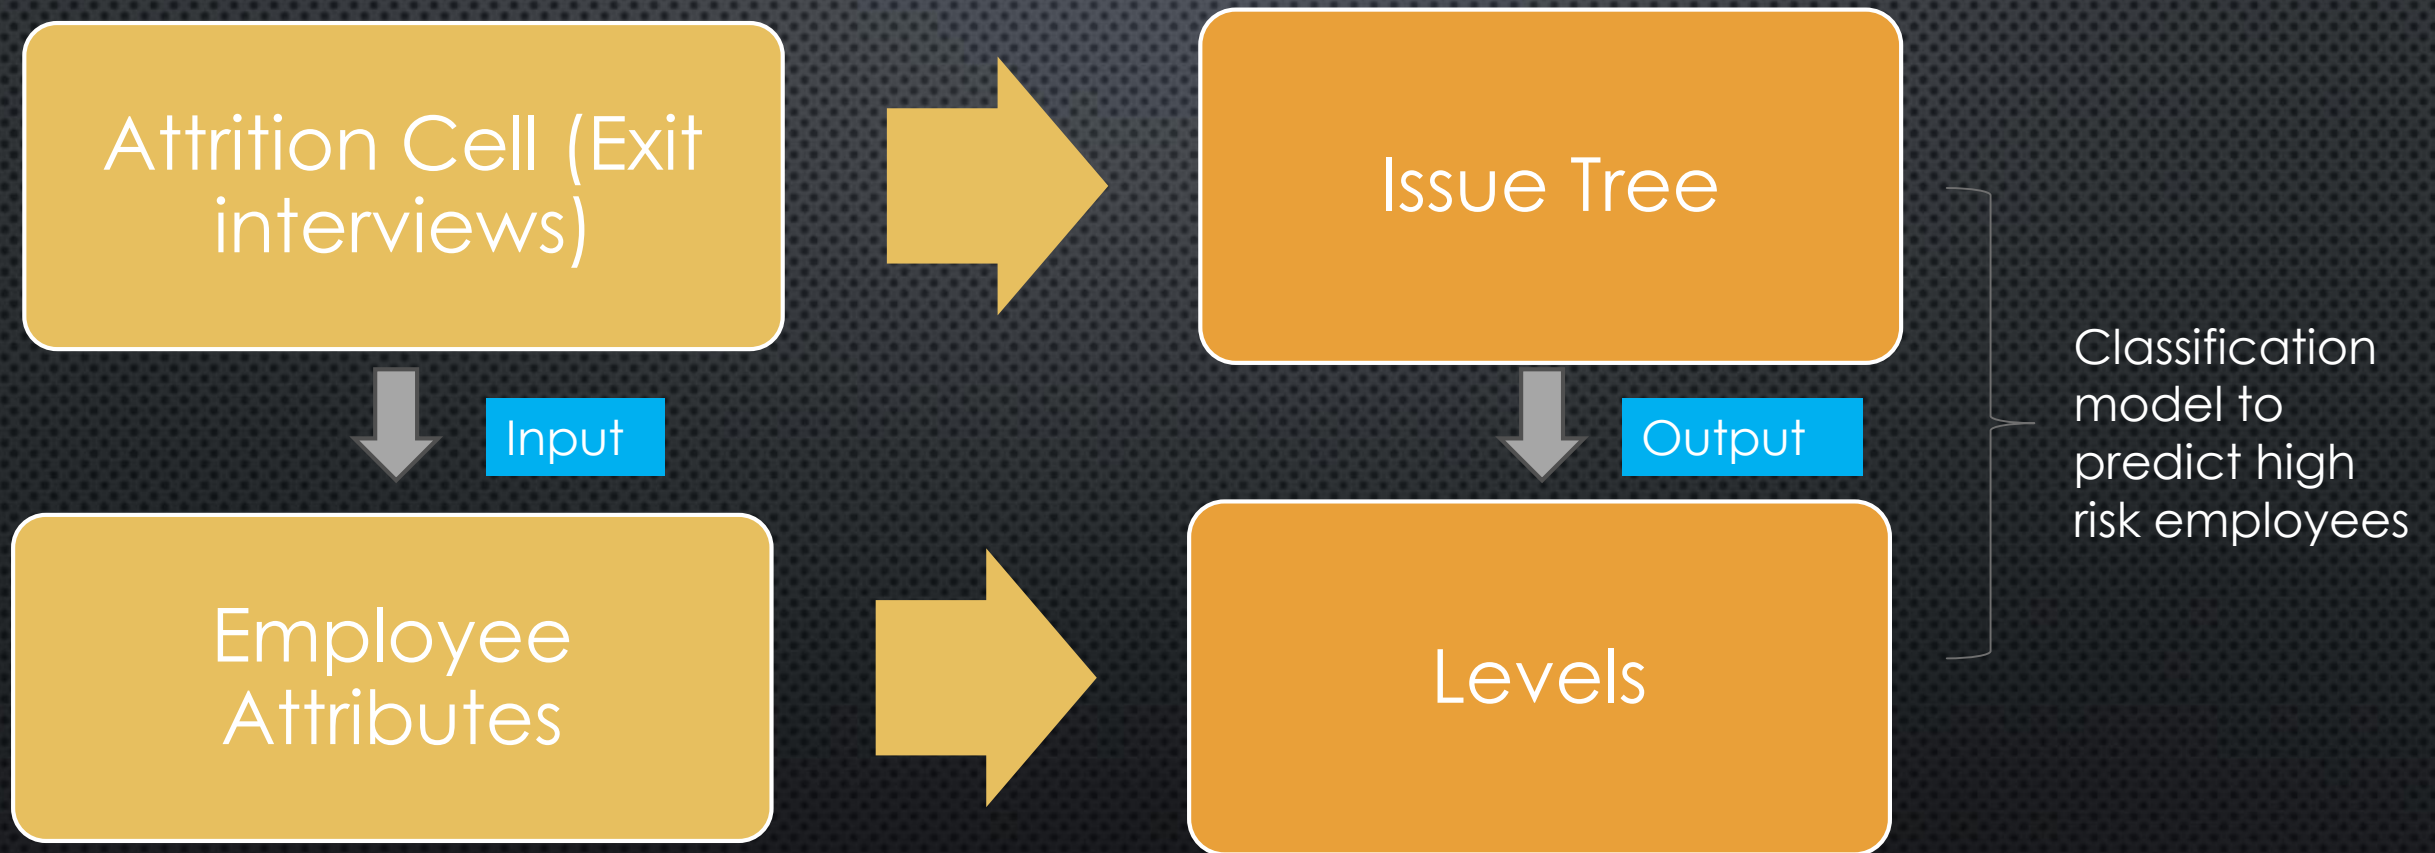 Attrition Cell (Exit
interviews)
Issue Tree
Input
Output
Classification
model to
predict high
risk employees
Employee
Attributes
Levels